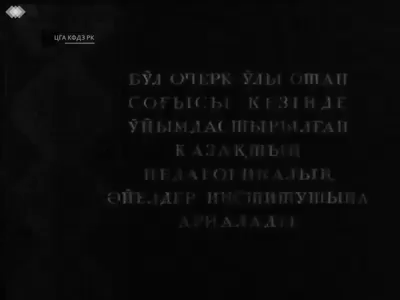 ЦГА КФДЗ РК
БҰЛ ОЧЕРК ҰЛЫ ОТАН
СОҒЫСЫ КЕЗІНДЕ
ҰЙЫМДАСТЫРЫЛҒАН
ҚАЗАҚТЫҢ
ПЕДАГОГИКАЛЫҚ
ӘЙЕЛДЕР ИНСТИТУТЫНА
АРНАЛАДЫ